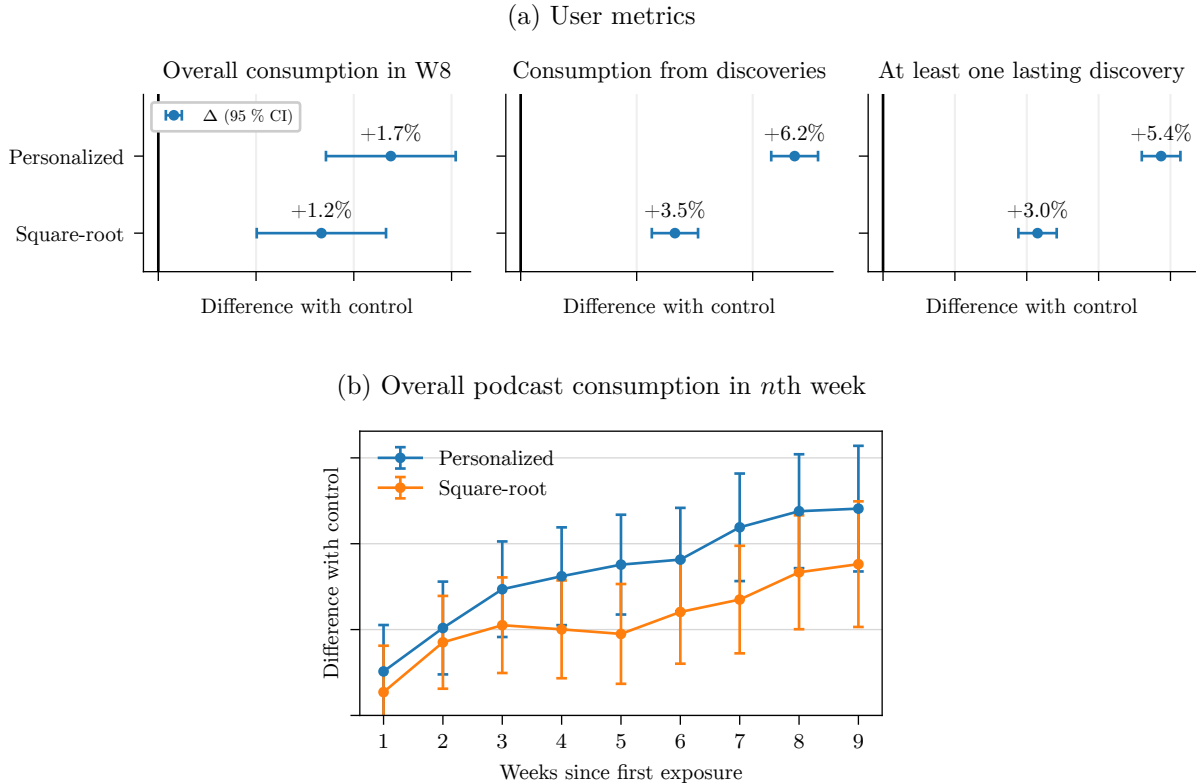 (a) User metrics
Overall consumption in W8
Consumption from discoveries
At least one lasting discovery
Δ (95 % CI)
Personalized
Square-root
+1.7%
+1.2%
+6.2%
+3.5%
+5.4%
+3.0%
Difference with control
Difference with control
Difference with control
(b) Overall podcast consumption in nth week
Difference with control
Personalized
Square-root
1 2 3 4 5 6 7 8 9
Weeks since first exposure